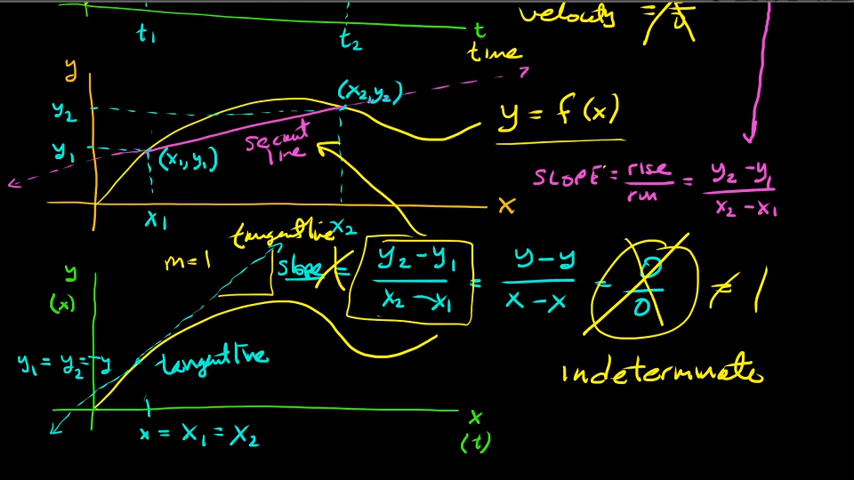 velocity = 0/0
t₁ t₂ t
time
y
y₂ (x₂,y₂) y = f(x)
y₁ (x₁,y₁) secant line
SLOPE = rise/run = y₂-y₁/x₂-x₁
x₁ x₂ x
tangent line
y m=1 slope = y₂-y₁/x₂-x₁ = y-y/x-x = 0/0 ≠ 1
(x)
y₁ = y₂ = y tangent line indeterminate
x = x₁ = x₂ x
(t)